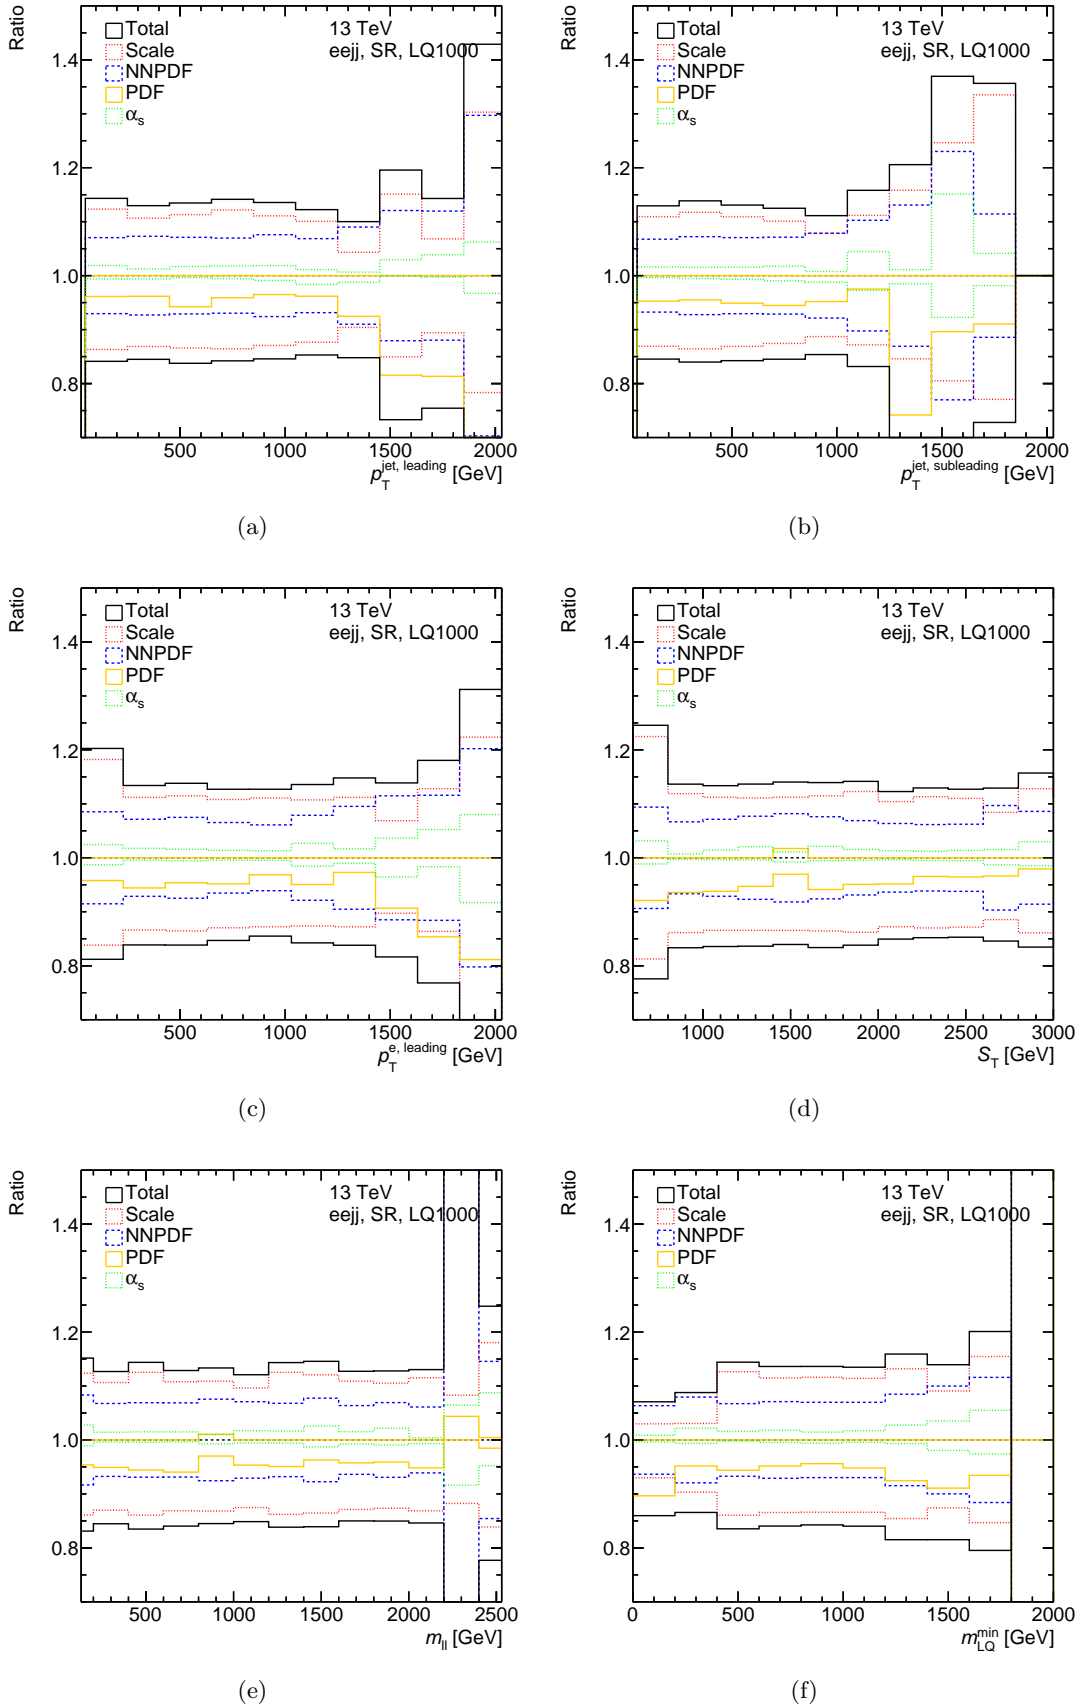 Ratio
Total
Scale
NNPDF
PDF
αs
13 TeV
eejj, SR, LQ1000
1.4
1.2
1.0
0.8
500 1000 1500 2000
pT jet, leading [GeV]
(a)
Ratio
Total
Scale
NNPDF
PDF
αs
13 TeV
eejj, SR, LQ1000
1.4
1.2
1.0
0.8
500 1000 1500 2000
pT jet, subleading [GeV]
(b)
Ratio
Total
Scale
NNPDF
PDF
αs
13 TeV
eejj, SR, LQ1000
1.4
1.2
1.0
0.8
500 1000 1500 2000
pT e, leading [GeV]
(c)
Ratio
Total
Scale
NNPDF
PDF
αs
13 TeV
eejj, SR, LQ1000
1.4
1.2
1.0
0.8
1000 1500 2000 2500 3000
ST [GeV]
(d)
Ratio
Total
Scale
NNPDF
PDF
αs
13 TeV
eejj, SR, LQ1000
1.4
1.2
1.0
0.8
500 1000 1500 2000 2500
mll [GeV]
(e)
Ratio
Total
Scale
NNPDF
PDF
αs
13 TeV
eejj, SR, LQ1000
1.4
1.2
1.0
0.8
0 500 1000 1500 2000
mLQ min [GeV]
(f)